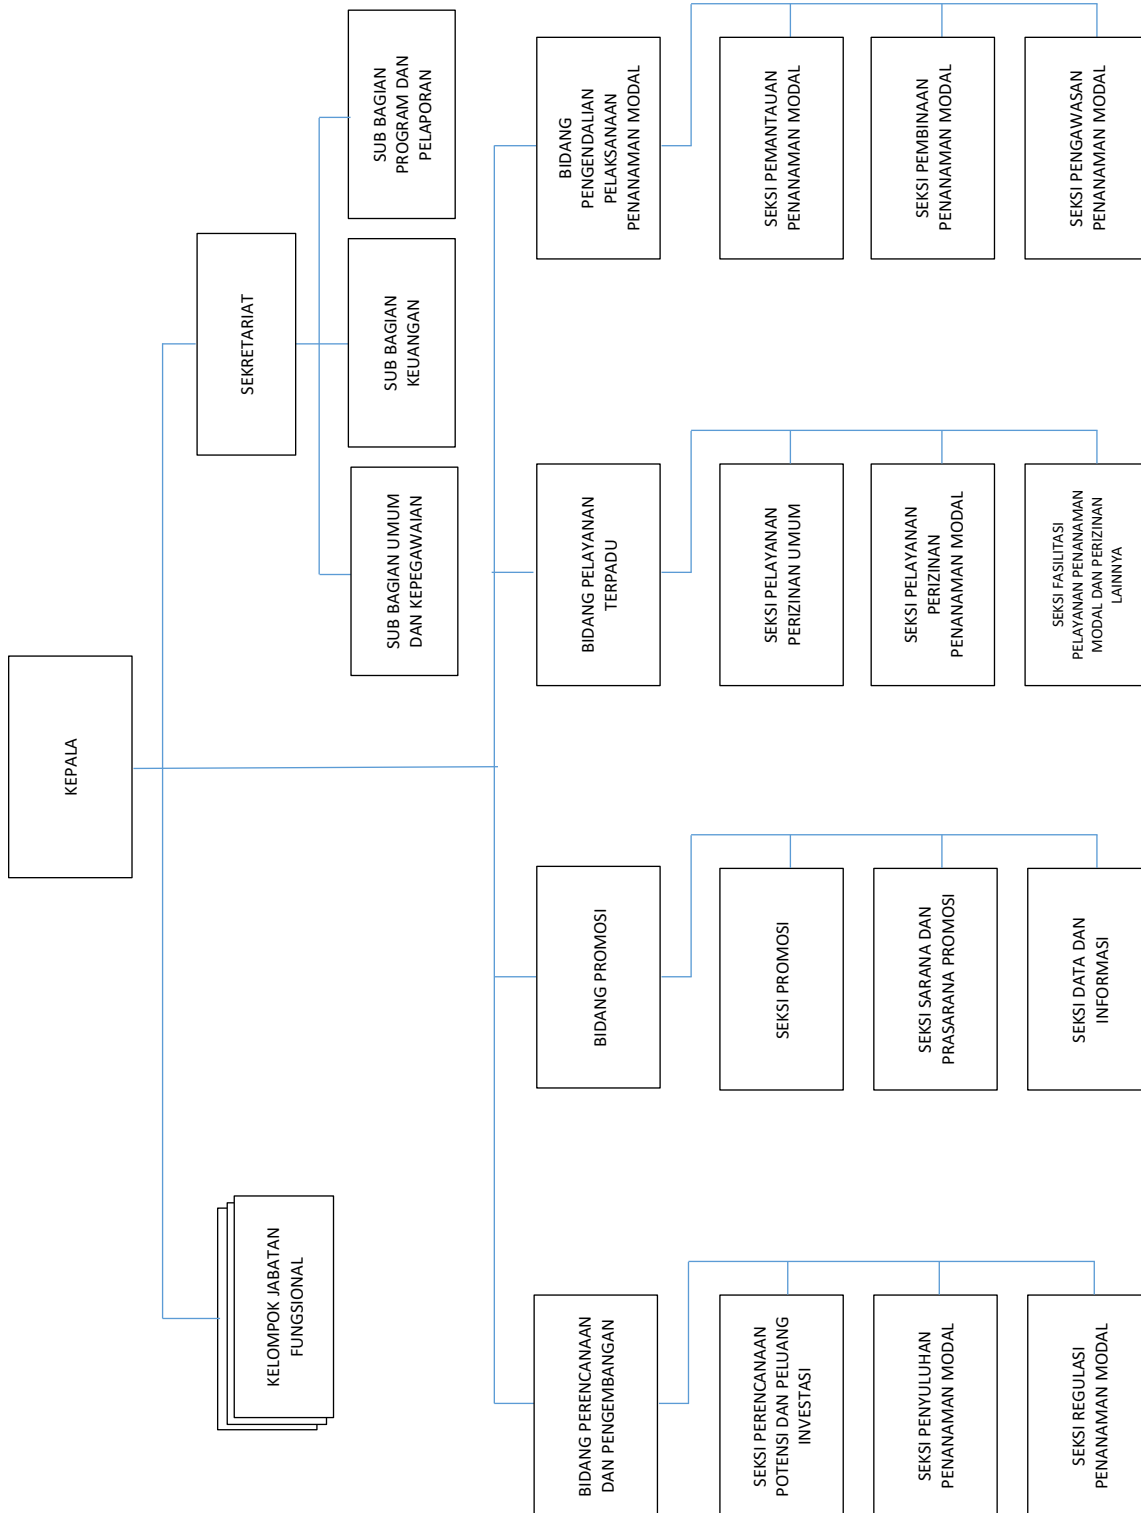 KEPALA
KELOMPOK JABATAN
FUNGSIONAL
SEKRETARIAT
SUB BAGIAN UMUM
DAN KEPEGAWAIAN
SUB BAGIAN
KEUANGAN
SUB BAGIAN
PROGRAM DAN
PELAPORAN
BIDANG PERENCANAAN
DAN PENGEMBANGAN
BIDANG PROMOSI
BIDANG PELAYANAN
TERPADU
BIDANG
PENGENDALIAN
PELAKSANAAN
PENANAMAN MODAL
SEKSI PERENCANAAN
POTENSI DAN PELUANG
INVESTASI
SEKSI PROMOSI
SEKSI PELAYANAN
PERIZINAN UMUM
SEKSI PEMANTAUAN
PENANAMAN MODAL
SEKSI PENYULUHAN
PENANAMAN MODAL
SEKSI SARANA DAN
PRASARANA PROMOSI
SEKSI PELAYANAN
PERIZINAN
PENANAMAN MODAL
SEKSI PEMBINAAN
PENANAMAN MODAL
SEKSI REGULASI
PENANAMAN MODAL
SEKSI DATA DAN
INFORMASI
SEKSI FASILITASI
PELAYANAN PENANAMAN
MODAL DAN PERIZINAN
LAINNYA
SEKSI PENGAWASAN
PENANAMAN MODAL